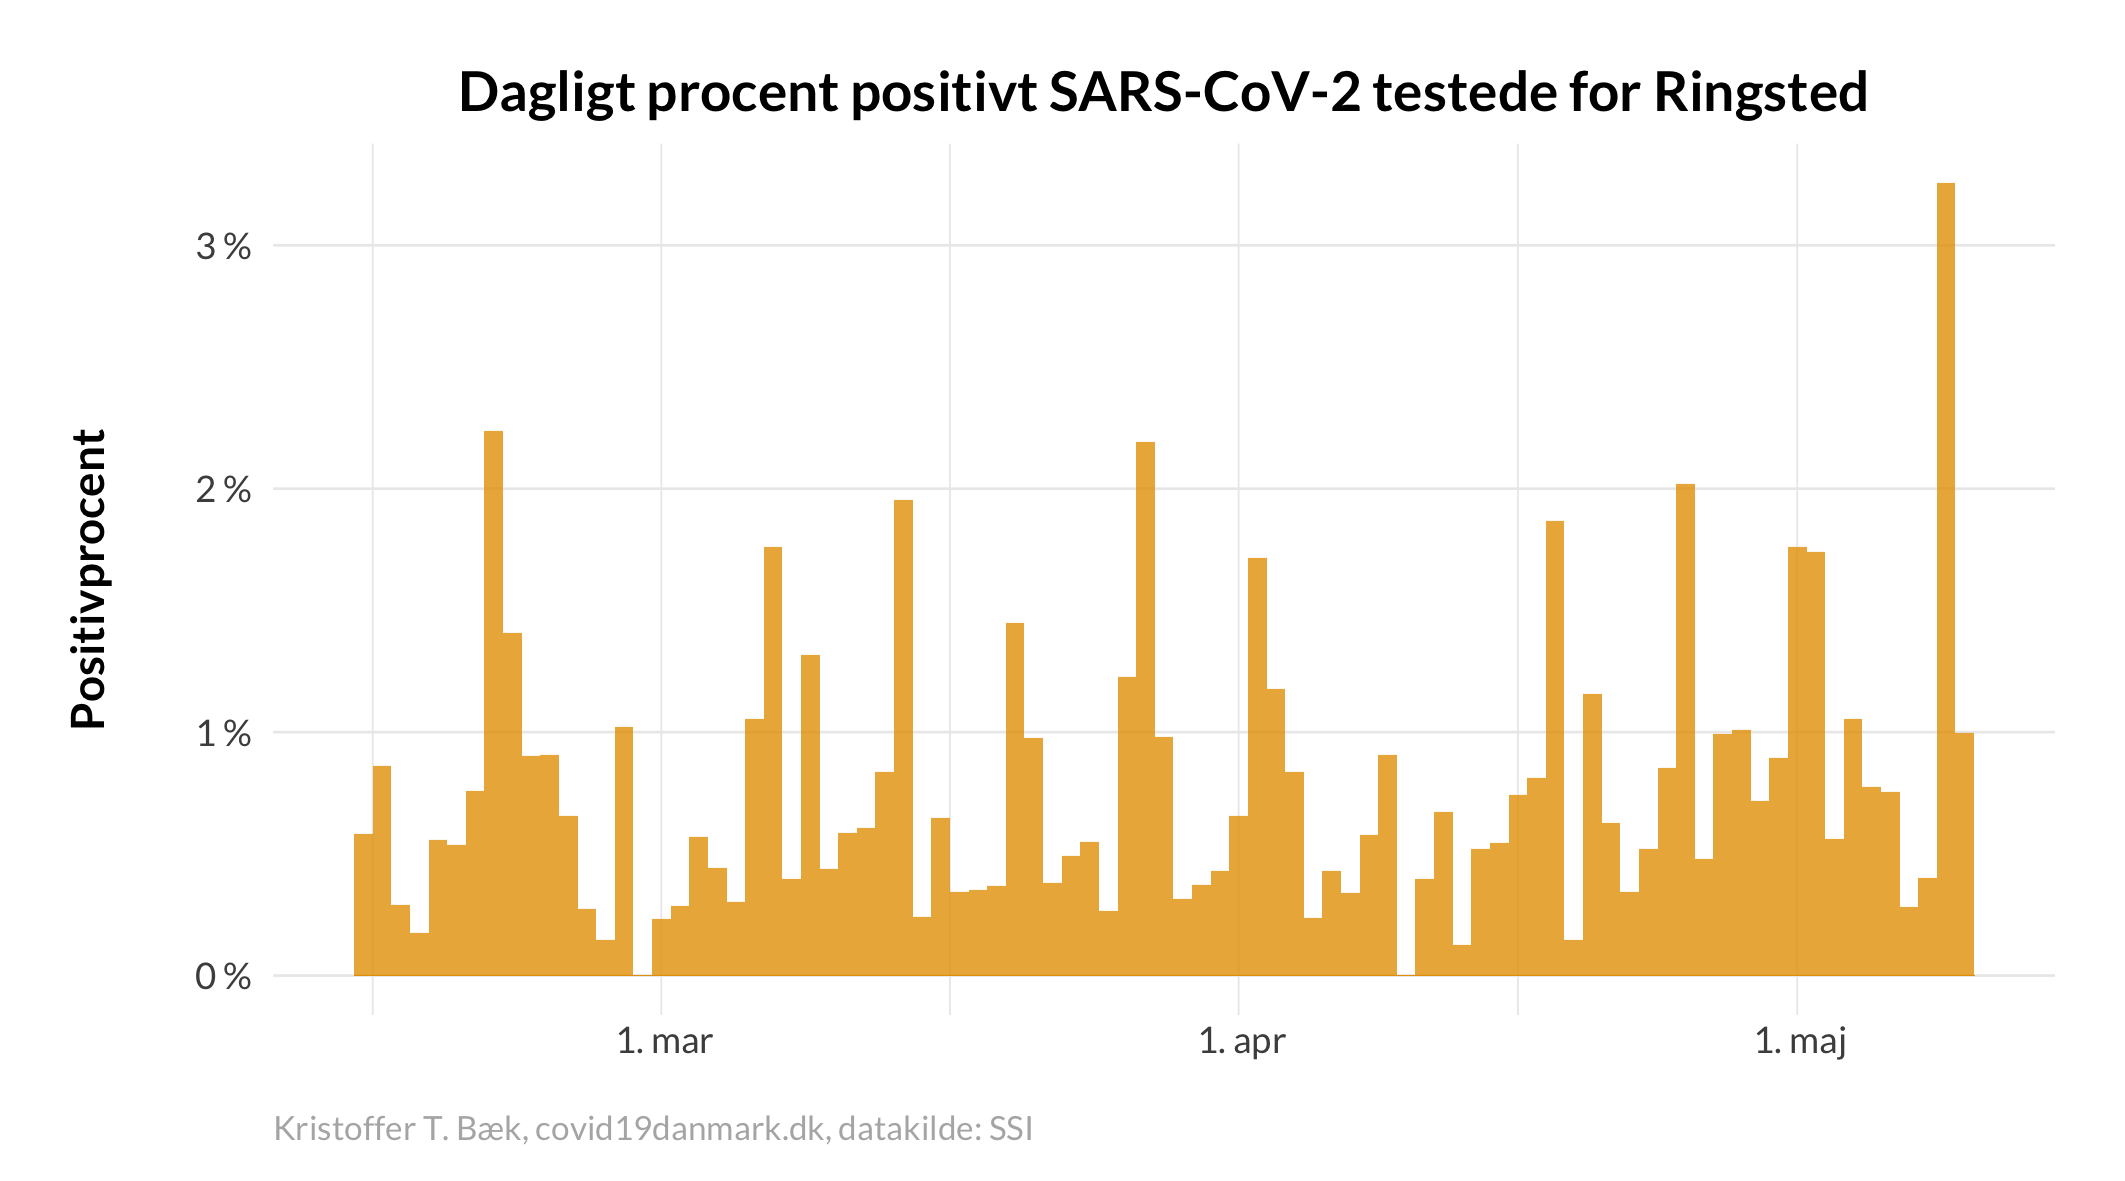 Dagligt procent positivt SARS-CoV-2 testede for Ringsted
Positivprocent
3 %
2 %
1 %
0 %
1. mar
1. apr
1. maj
Kristoffer T. Bæk, covid19danmark.dk, datakilde: SSI